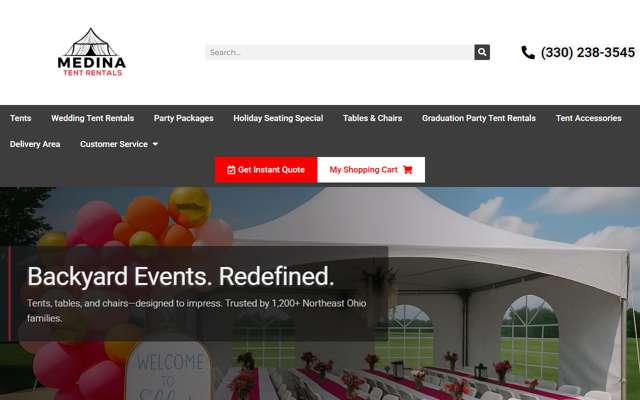 MEDINA
TENT RENTALS
Search...
(330) 238-3545
Tents
Wedding Tent Rentals
Party Packages
Holiday Seating Special
Tables & Chairs
Graduation Party Tent Rentals
Tent Accessories
Delivery Area
Customer Service
Get Instant Quote
My Shopping Cart
Backyard Events. Redefined.
Tents, tables, and chairs—designed to impress. Trusted by 1,200+ Northeast Ohio
families.
WELCOME
TO